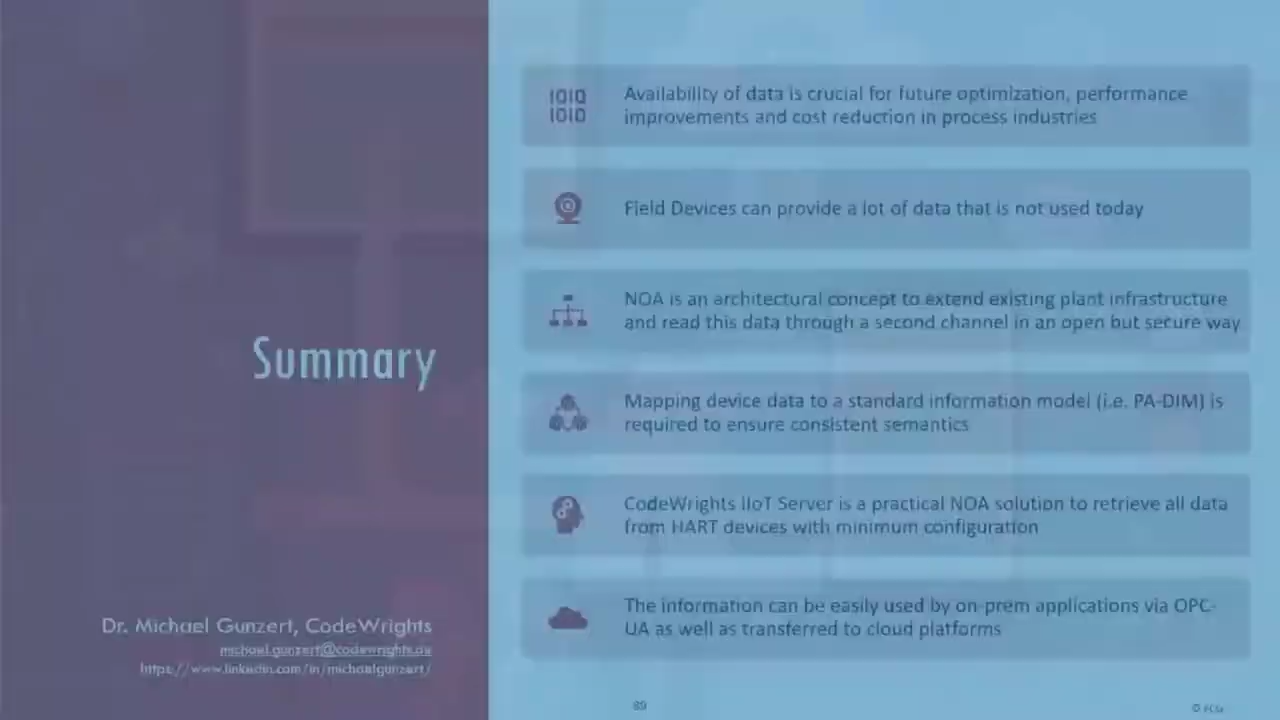 Summary
Dr. Michael Gunzert, CodeWrights
michael.gunzert@codewrights.de
https://www.linkedin.com/in/michaelgunzert/
1010
1010
Availability of data is crucial for future optimization, performance
improvements and cost reduction in process industries
Field Devices can provide a lot of data that is not used today
NOA is an architectural concept to extend existing plant infrastructure
and read this data through a second channel in an open but secure way
Mapping device data to a standard information model (i.e. PA-DIM) is
required to ensure consistent semantics
CodeWrights IIoT Server is a practical NOA solution to retrieve all data
from HART devices with minimum configuration
The information can be easily used by on-prem applications via OPC-
UA as well as transferred to cloud platforms